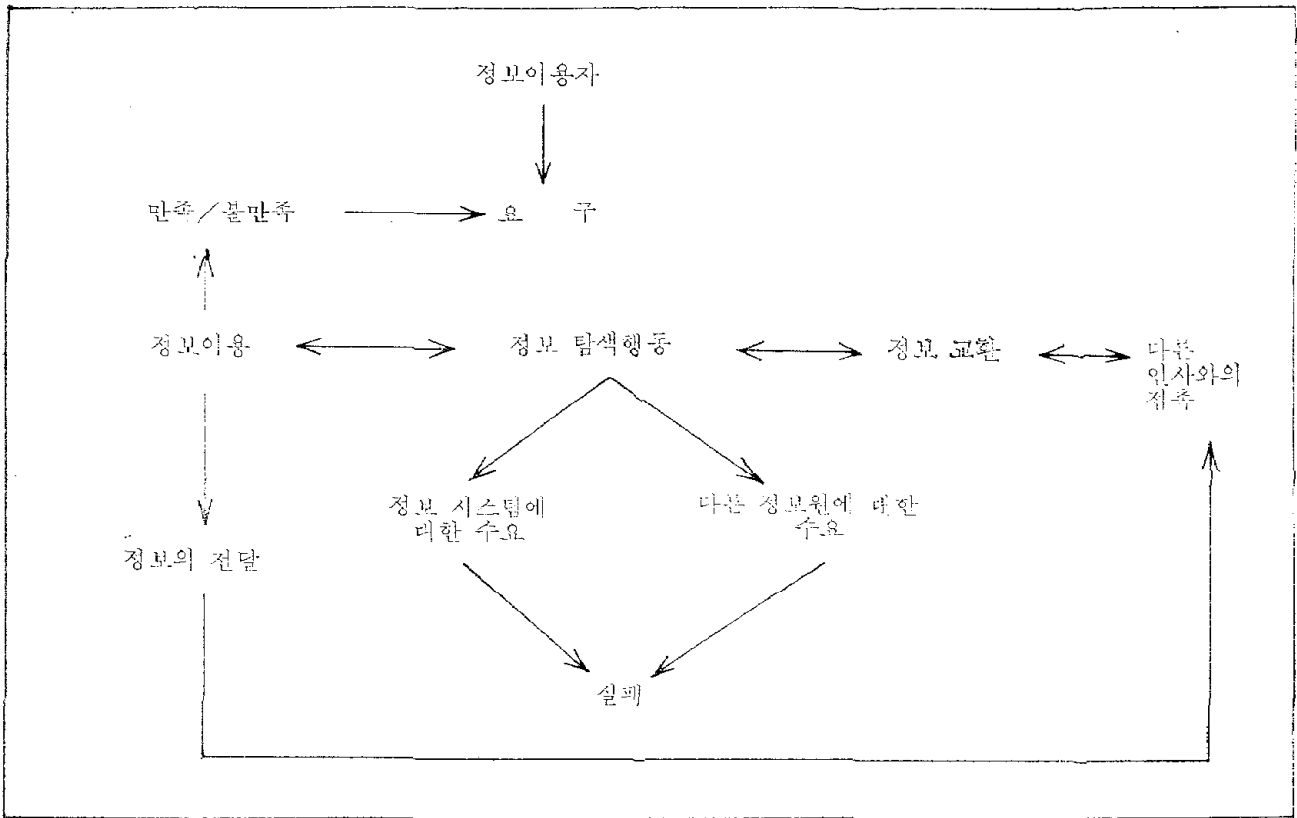 정보이용자
만족/불만족
요 구
정보이용
정보 탐색행동
정보 교환
다른
인사와의
접촉
정보 시스템에
대한 수요
다른 정보원에 대한
수요
정보의 전달
실패